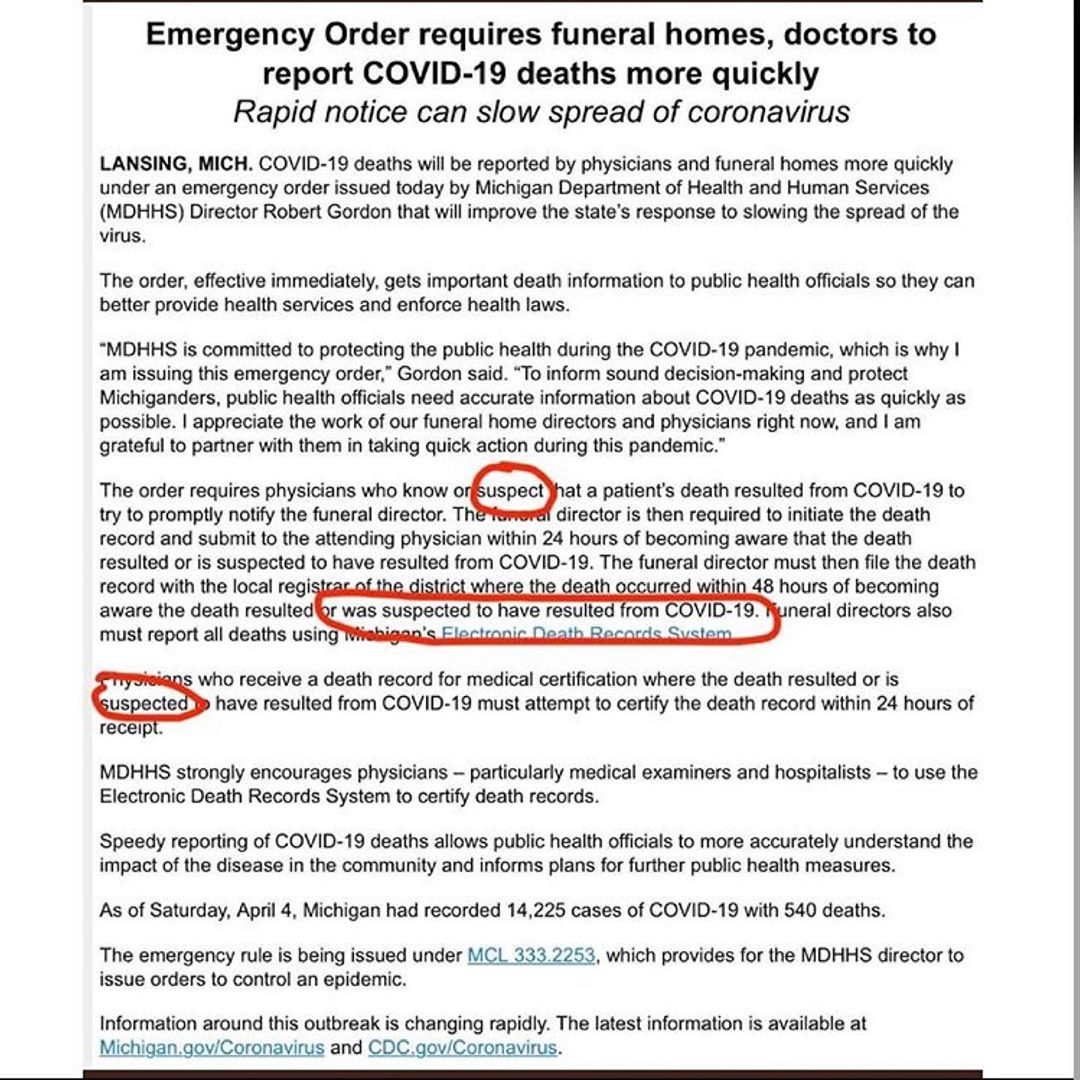 Emergency Order requires funeral homes, doctors to
report COVID-19 deaths more quickly
Rapid notice can slow spread of coronavirus
LANSING, MICH. COVID-19 deaths will be reported by physicians and funeral homes more quickly
under an emergency order issued today by Michigan Department of Health and Human Services
(MDHHS) Director Robert Gordon that will improve the state's response to slowing the spread of the
virus.
The order, effective immediately, gets important death information to public health officials so they can
better provide health services and enforce health laws.
“MDHHS is committed to protecting the public health during the COVID-19 pandemic, which is why I
am issuing this emergency order,” Gordon said. “To inform sound decision-making and protect
Michiganders, public health officials need accurate information about COVID-19 deaths as quickly as
possible. I appreciate the work of our funeral home directors and physicians right now, and I am
grateful to partner with them in taking quick action during this pandemic.”
The order requires physicians who know or suspect that a patient's death resulted from COVID-19 to
try to promptly notify the funeral director. The funeral director is then required to initiate the death
record and submit to the attending physician within 24 hours of becoming aware that the death
resulted or is suspected to have resulted from COVID-19. The funeral director must then file the death
record with the local registrar of the district where the death occurred within 48 hours of becoming
aware the death resulted or was suspected to have resulted from COVID-19. Funeral directors also
must report all deaths using Michigan's Electronic Death Records System
Physicians who receive a death record for medical certification where the death resulted or is
suspected to have resulted from COVID-19 must attempt to certify the death record within 24 hours of
receipt.
MDHHS strongly encourages physicians – particularly medical examiners and hospitalists – to use the
Electronic Death Records System to certify death records.
Speedy reporting of COVID-19 deaths allows public health officials to more accurately understand the
impact of the disease in the community and informs plans for further public health measures.
As of Saturday, April 4, Michigan had recorded 14,225 cases of COVID-19 with 540 deaths.
The emergency rule is being issued under MCL 333.2253, which provides for the MDHHS director to
issue orders to control an epidemic.
Information around this outbreak is changing rapidly. The latest information is available at
Michigan.gov/Coronavirus and CDC.gov/Coronavirus.